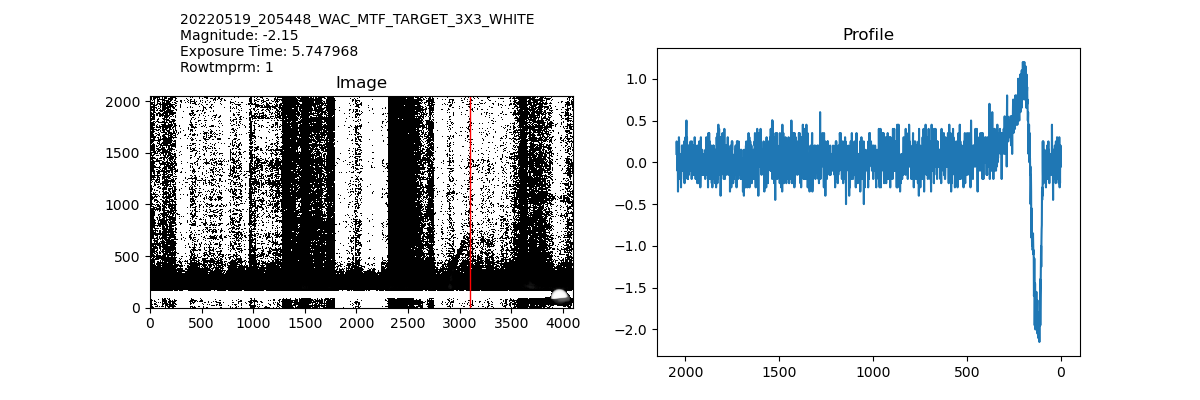 20220519_205448_WAC_MTF_TARGET_3X3_WHITE
Magnitude: -2.15
Exposure Time: 5.747968
Rowtmprm: 1
Image
2000
1500
1000
500
0
0 500 1000 1500 2000 2500 3000 3500 4000
Profile
1.0
0.5
0.0
−0.5
−1.0
−1.5
−2.0
2000 1500 1000 500 0